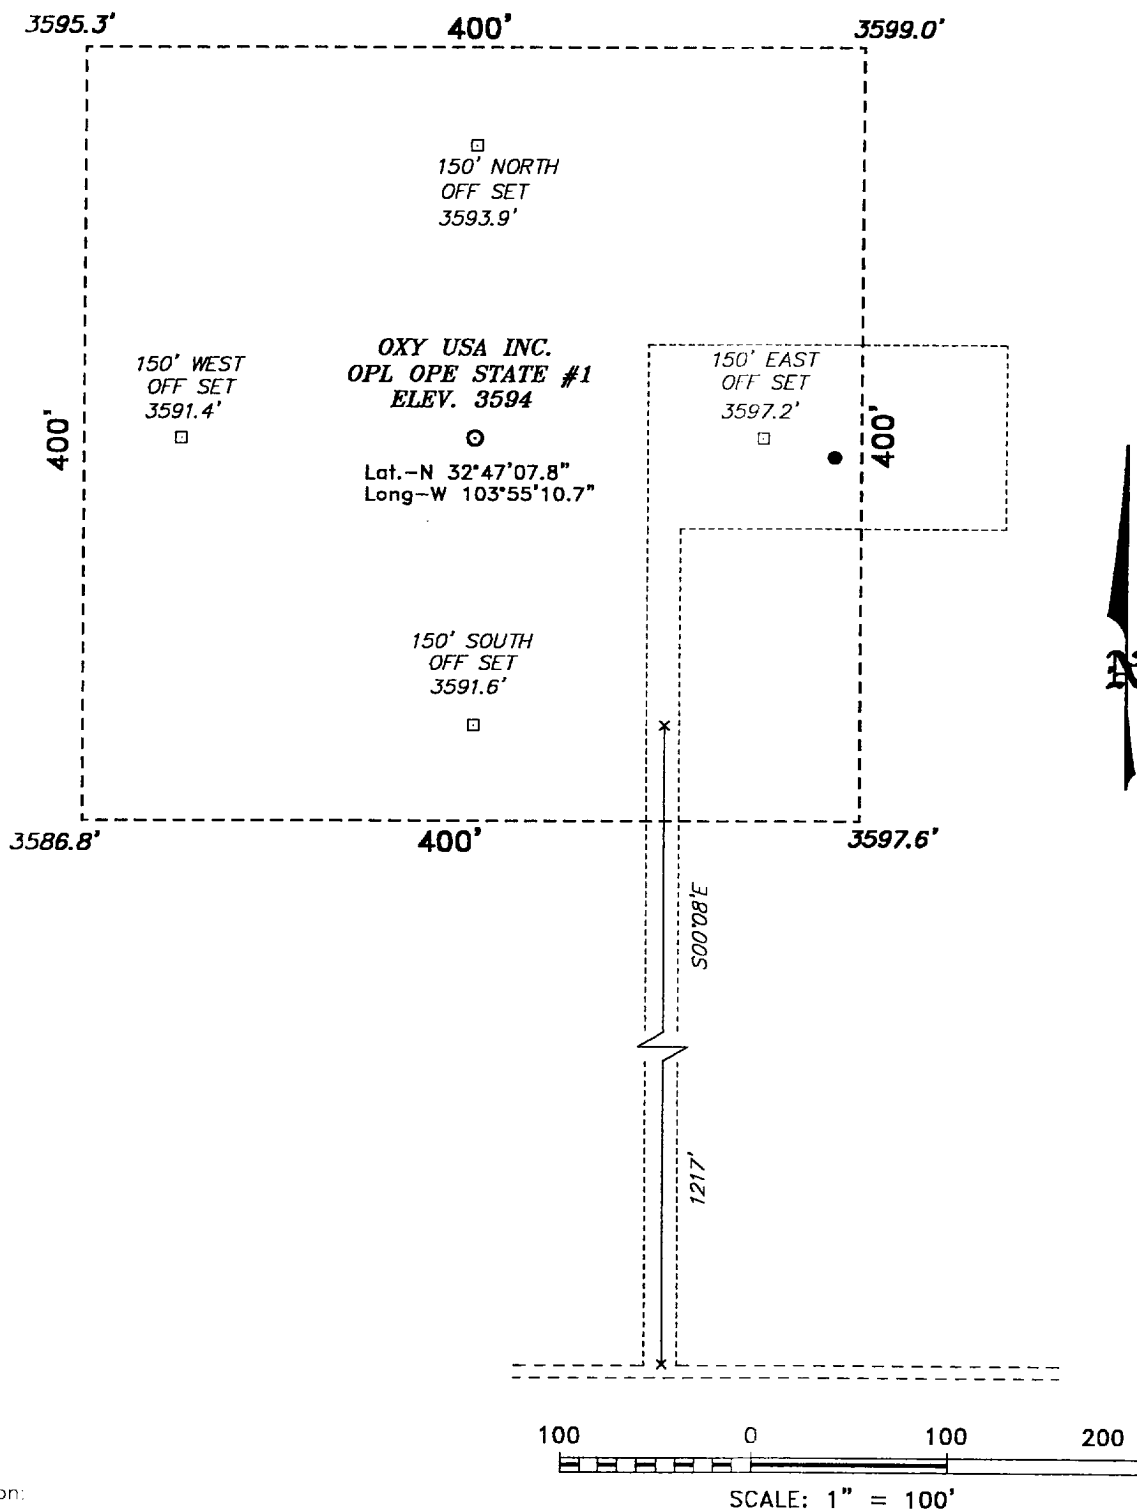 3595.3'
400'
3599.0'
150' NORTH
OFF SET
3593.9'
150' WEST
OFF SET
3591.4'
OXY USA INC.
OPL OPE STATE #1
ELEV. 3594
150' EAST
OFF SET
3597.2'
400'
400'
Lat.-N 32°47'07.8"
Long-W 103°55'10.7"
150' SOUTH
OFF SET
3591.6'
N
3586.8'
400'
3597.6'
S00°08'E
1217'
100 0 100 200
SCALE: 1" = 100'
on: